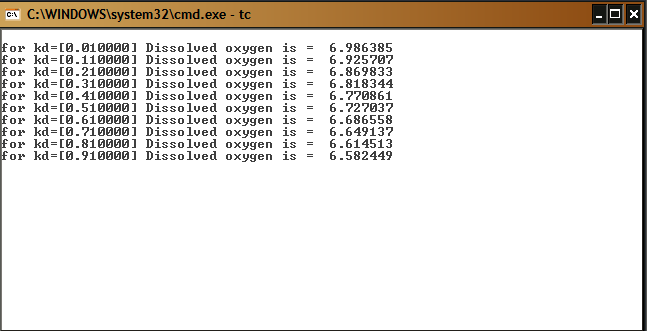 C:\WINDOWS\system32\cmd.exe - tc
for kd=[0.010000] Dissolved oxygen is =  6.986385
for kd=[0.110000] Dissolved oxygen is =  6.925707
for kd=[0.210000] Dissolved oxygen is =  6.869833
for kd=[0.310000] Dissolved oxygen is =  6.818344
for kd=[0.410000] Dissolved oxygen is =  6.770861
for kd=[0.510000] Dissolved oxygen is =  6.727037
for kd=[0.610000] Dissolved oxygen is =  6.686558
for kd=[0.710000] Dissolved oxygen is =  6.649137
for kd=[0.810000] Dissolved oxygen is =  6.614513
for kd=[0.910000] Dissolved oxygen is =  6.582449